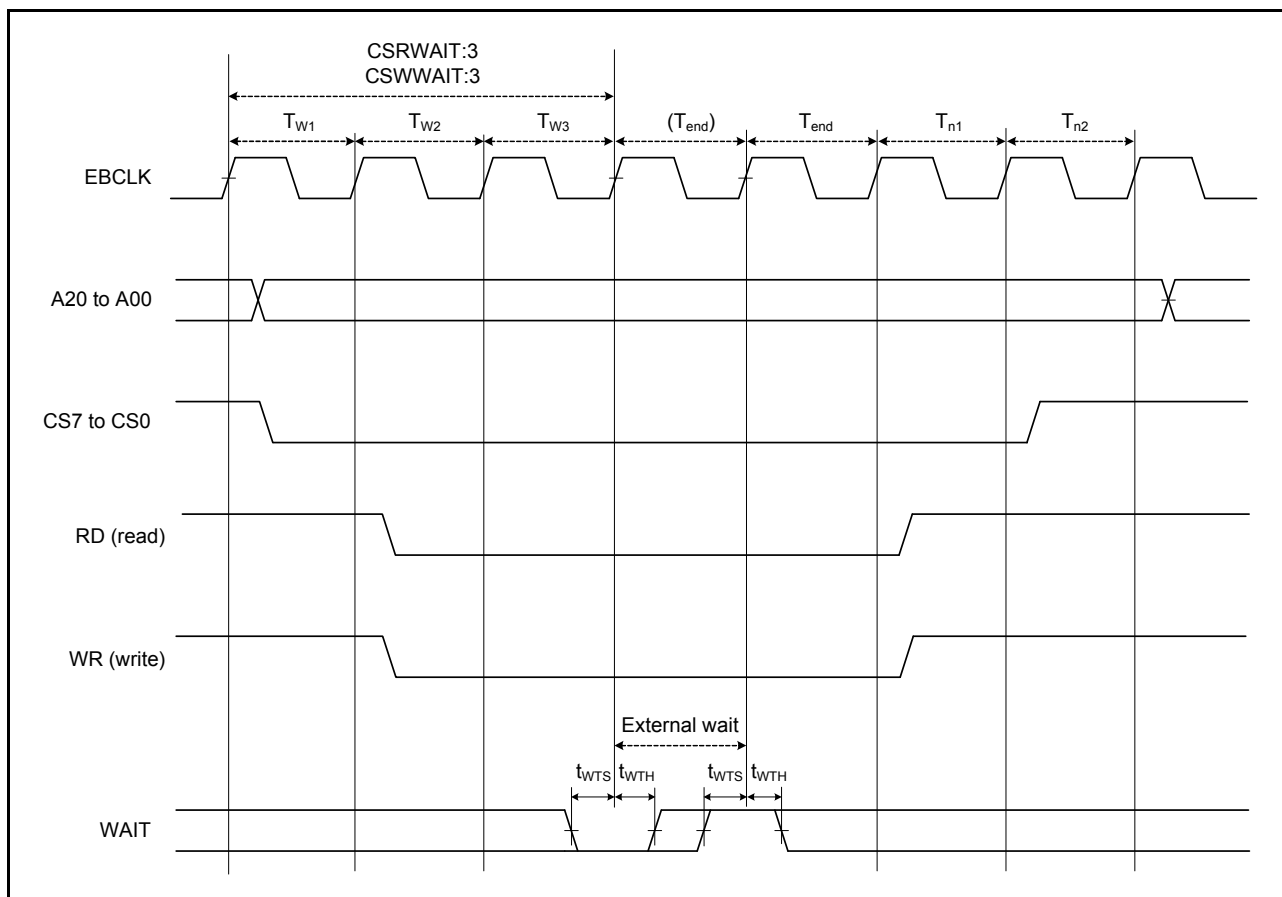 CSRWAIT:3
CSWWAIT:3
TW1 TW2 TW3 (Tend) Tend Tn1 Tn2
EBCLK
A20 to A00
CS7 to CS0
RD (read)
WR (write)
External wait
tWTS tWTH tWTS tWTH
WAIT